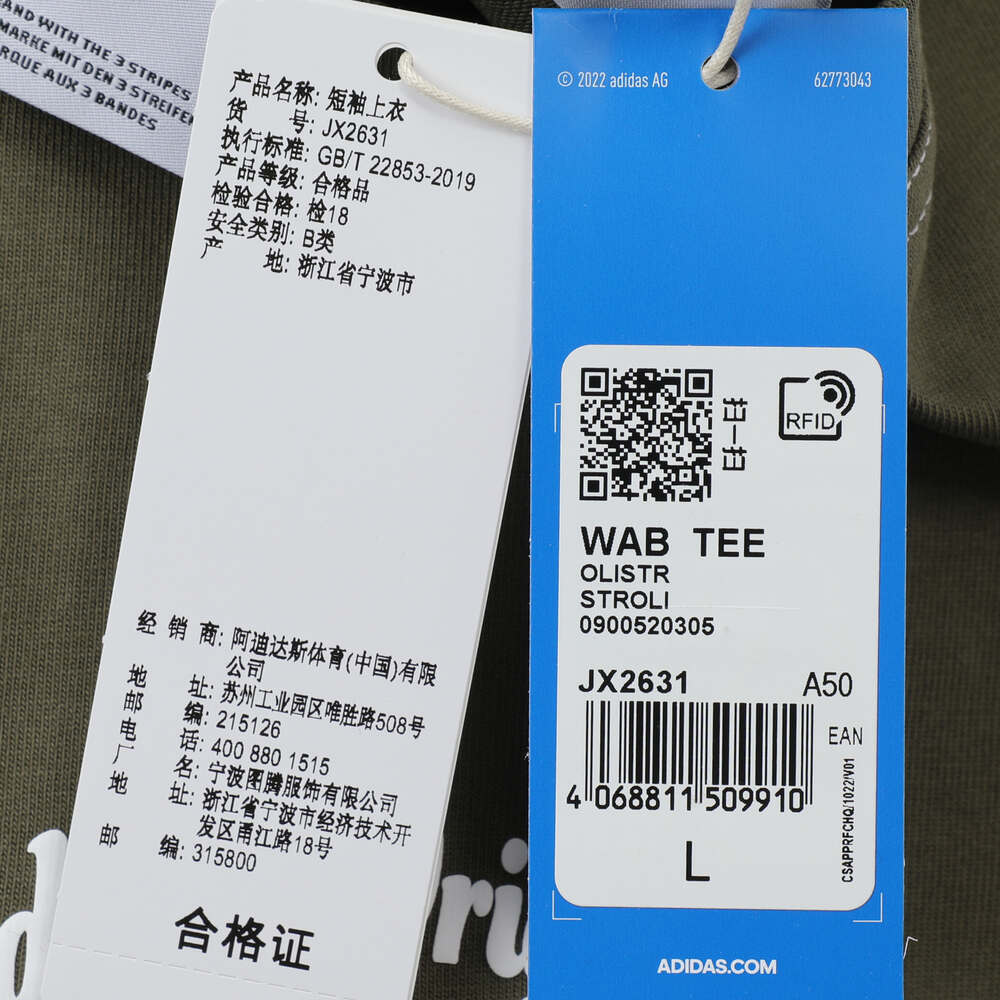 AND WITH THE 3 STRIPES
MARKE MIT DEN 3 STREIFEN
RQUE AUX 3 BANDES
产品名称: 短袖上衣
货 号: JX2631
执行标准: GB/T 22853-2019
产品等级: 合格品
检验合格: 检18
安全类别: B类
产 地: 浙江省宁波市
经 销 商: 阿迪达斯体育(中国)有限
公司
地 址: 苏州工业园区唯胜路508号
邮 编: 215126
电 话: 400 880 1515
厂 名: 宁波图腾服饰有限公司
地 址: 浙江省宁波市经济技术开
发区甬江路18号
邮 编: 315800
合格证
© 2022 adidas AG
62773043
RFID
WAB TEE
OLISTR
STROLI
0900520305
JX2631
A50
EAN
4 068811 509910
CSAPPRFCHQ/1022/V01
L
ADIDAS.COM
d
ri